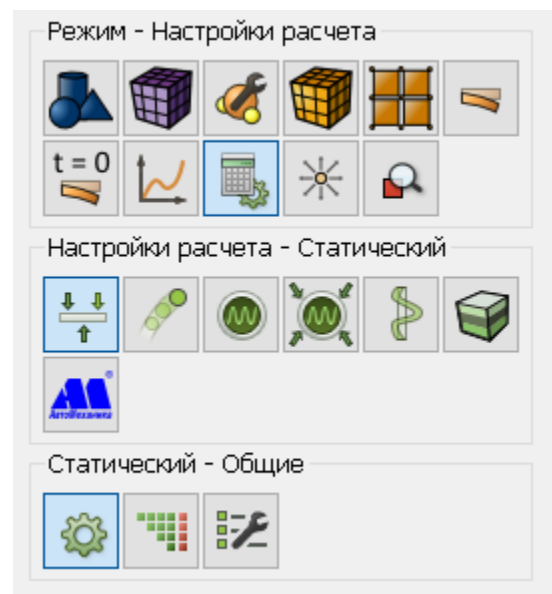 Режим - Настройки расчета
t = 0
Настройки расчета - Статический
АвтоМеханика
Статический - Общие